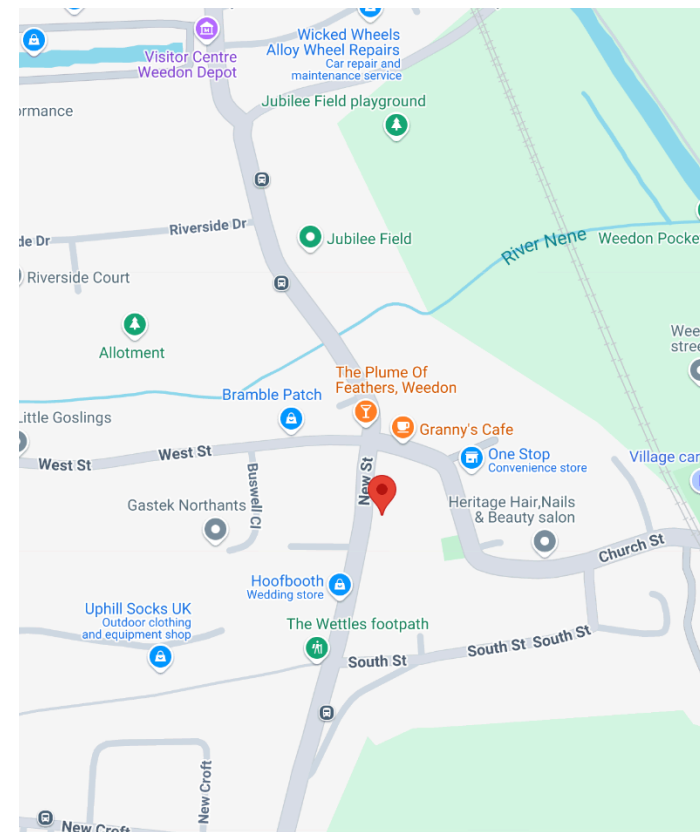 Wicked Wheels
Alloy Wheel Repairs
Car repair and
maintenance service
Visitor Centre
Weedon Depot
Jubilee Field playground
ormance
Riverside Dr
de Dr
Jubilee Field
River Nene
Weedon Pocke
Riverside Court
Allotment
Wee
stree
The Plume Of
Feathers, Weedon
Bramble Patch
Little Goslings
Granny's Cafe
West St
West St
One Stop
Convenience store
Village car
New St
Buswell Cl
Gastek Northants
Heritage Hair,Nails
& Beauty salon
Church St
Hoofbooth
Wedding store
Uphill Socks UK
Outdoor clothing
and equipment shop
The Wettles footpath
South St
South St
South St
New Croft
New Croft